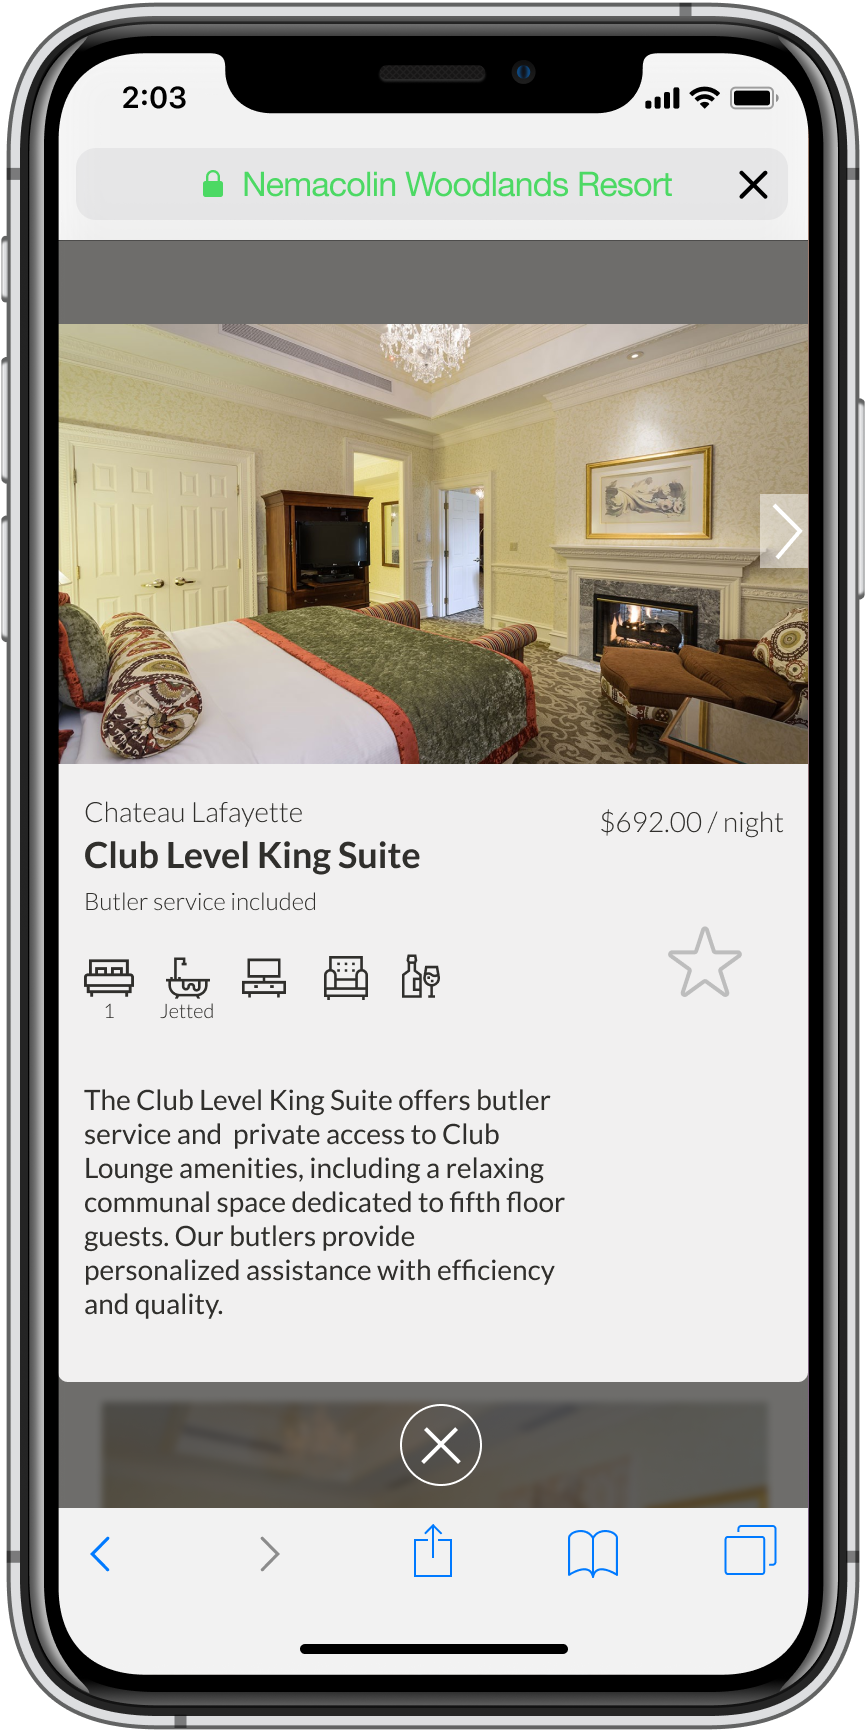 2:03
Nemacolin Woodlands Resort
Chateau Lafayette
$692.00 / night
Club Level King Suite
Butler service included
1
Jetted
The Club Level King Suite offers butler
service and  private access to Club
Lounge amenities, including a relaxing
communal space dedicated to fifth floor
guests. Our butlers provide
personalized assistance with efficiency
and quality.